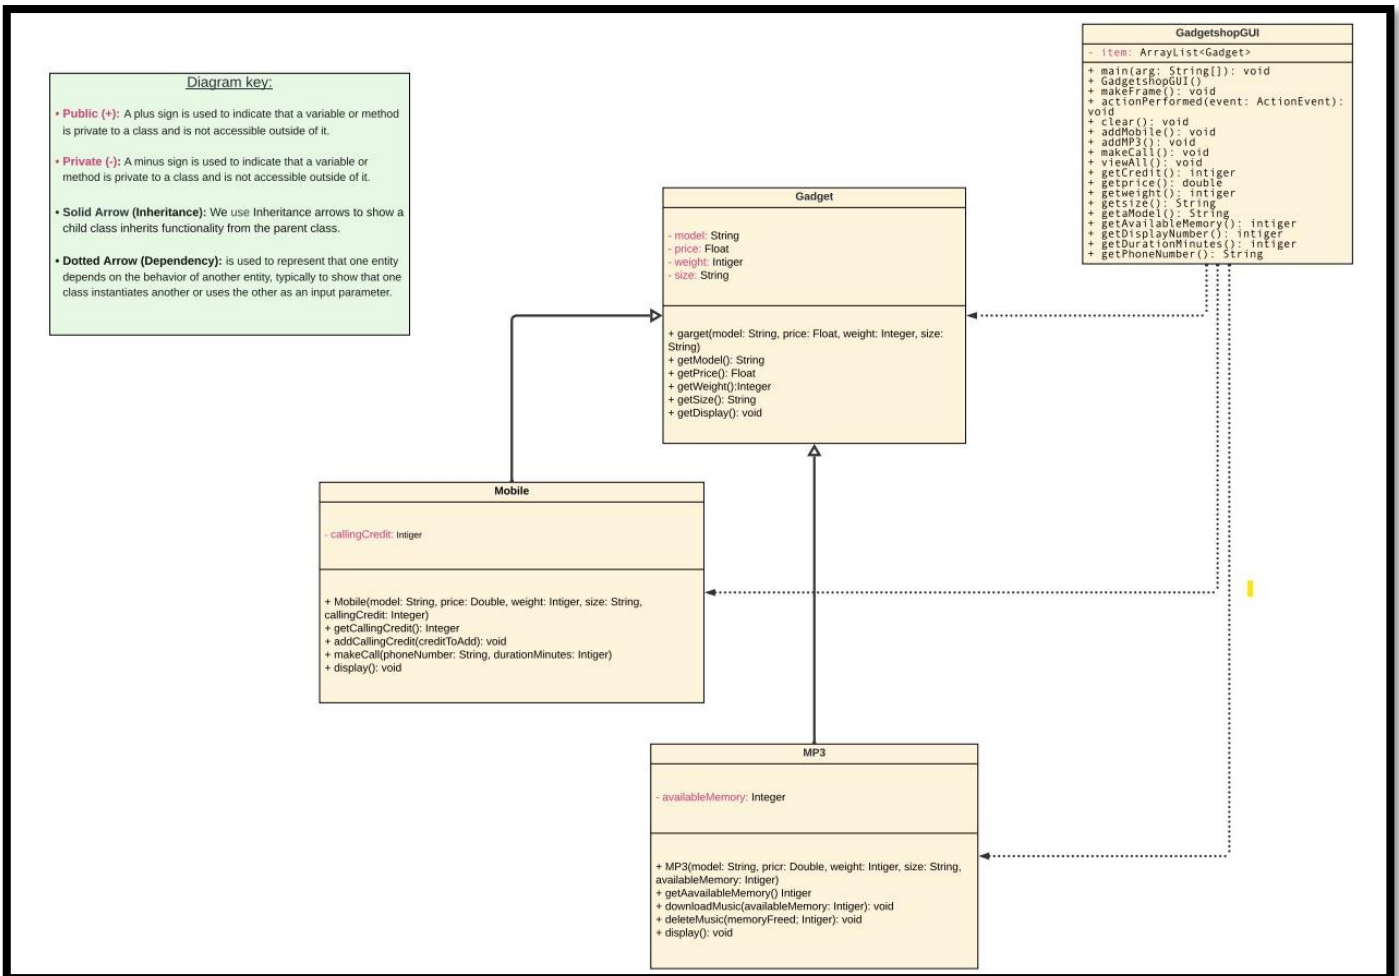 Diagram key:
• Public (+): A plus sign is used to indicate that a variable or method
is private to a class and is not accessible outside of it.
• Private (-): A minus sign is used to indicate that a variable or
method is private to a class and is not accessible outside of it.
• Solid Arrow (Inheritance): We use Inheritance arrows to show a
child class inherits functionality from the parent class.
• Dotted Arrow (Dependency): is used to represent that one entity
depends on the behavior of another entity, typically to show that one
class instantiates another or uses the other as an input parameter.
GadgetshopGUI
- item: ArrayList<Gadget>
+ main(arg: String[]): void
+ GadgetshopGUI()
+ makeFrame(): void
+ actionPerformed(event: ActionEvent):
void
+ clear(): void
+ addMobile(): void
+ addMP3(): void
+ makeCall(): void
+ viewAll(): void
+ getCredit(): intiger
+ getprice(): double
+ getweight(): intiger
+ getsize(): String
+ getaModel(): String
+ getAvailableMemory(): intiger
+ getDisplayNumber(): intiger
+ getDurationMinutes(): intiger
+ getPhoneNumber(): String
Gadget
- model: String
- price: Float
- weight: Intiger
- size: String
+ garget(model: String, price: Float, weight: Integer, size:
String)
+ getModel(): String
+ getPrice(): Float
+ getWeight():Integer
+ getSize(): String
+ getDisplay(): void
Mobile
- callingCredit: Intiger
+ Mobile(model: String, price: Double, weight: Intiger, size: String,
callingCredit: Integer)
+ getCallingCredit(): Integer
+ addCallingCredit(creditToAdd): void
+ makeCall(phoneNumber: String, durationMinutes: Intiger)
+ display(): void
MP3
- availableMemory: Integer
+ MP3(model: String, pricr: Double, weight: Intiger, size: String,
availableMemory: Intiger)
+ getAavailableMemory() Intiger
+ downloadMusic(availableMemory: Intiger): void
+ deleteMusic(memoryFreed; Intiger): void
+ display(): void